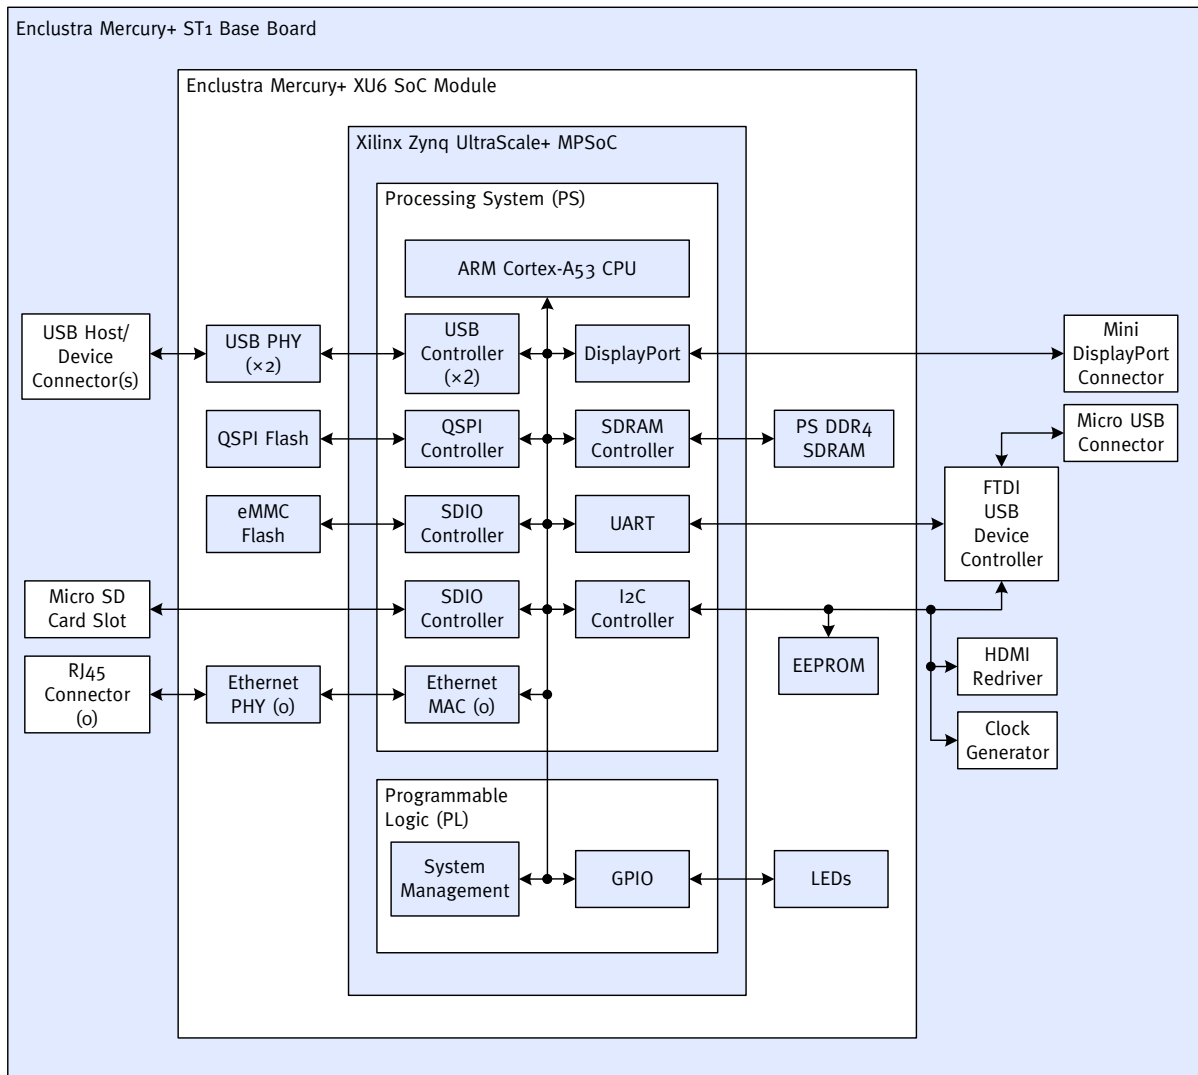 Enclustra Mercury+ ST1 Base Board
Enclustra Mercury+ XU6 SoC Module
Xilinx Zynq UltraScale+ MPSoC
Processing System (PS)
ARM Cortex-A53 CPU
USB Host/
Device
Connector(s)
USB PHY
(×2)
USB
Controller
(×2)
DisplayPort
Mini
DisplayPort
Connector
QSPI Flash
QSPI
Controller
SDRAM
Controller
PS DDR4
SDRAM
Micro USB
Connector
eMMC
Flash
SDIO
Controller
UART
FTDI
USB
Device
Controller
Micro SD
Card Slot
SDIO
Controller
I2C
Controller
EEPROM
HDMI
Redriver
RJ45
Connector
(0)
Ethernet
PHY (0)
Ethernet
MAC (0)
Clock
Generator
Programmable
Logic (PL)
System
Management
GPIO
LEDs